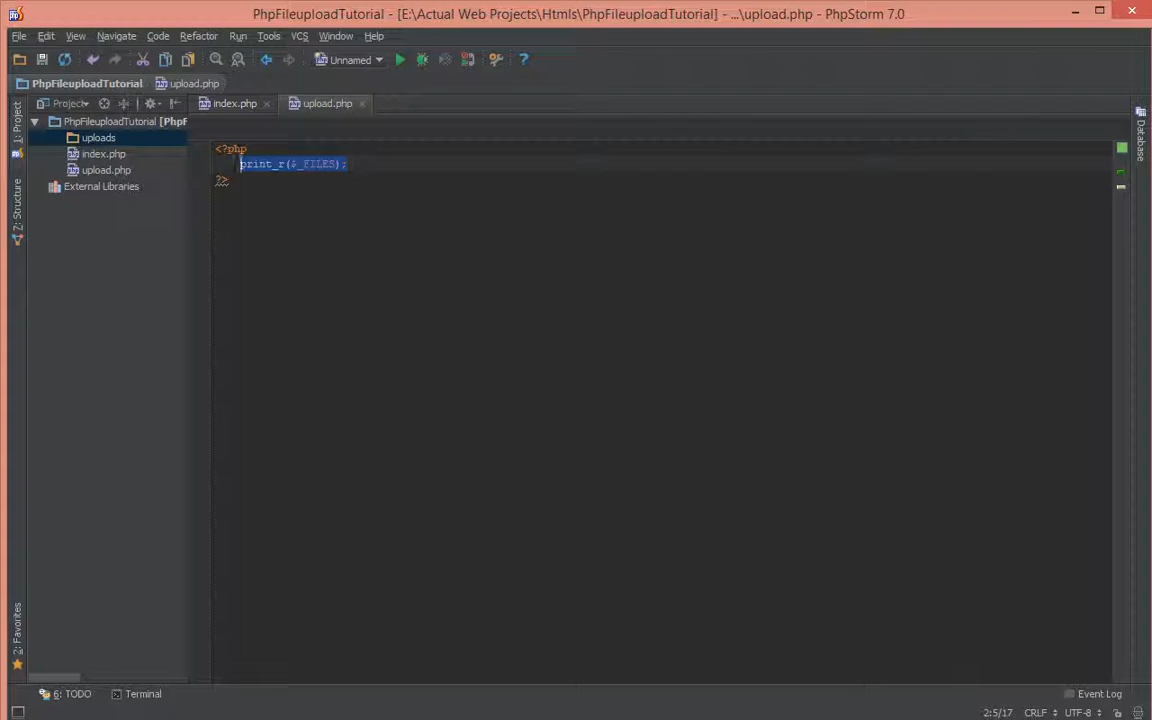 PhpFileuploadTutorial - [E:\Actual Web Projects\Htmls\PhpFileuploadTutorial] - ...\upload.php - PhpStorm 7.0
File Edit View Navigate Code Refactor Run Tools VCS Window Help
Unnamed
PhpFileuploadTutorial upload.php
1: Project
Project
index.php
upload.php
PhpFileuploadTutorial [PhpF
uploads
index.php
upload.php
External Libraries
<?php
print_r($_FILES);
?>
Database
Z: Structure
2: Favorites
6: TODO Terminal Event Log
2:5/17 CRLF UTF-8